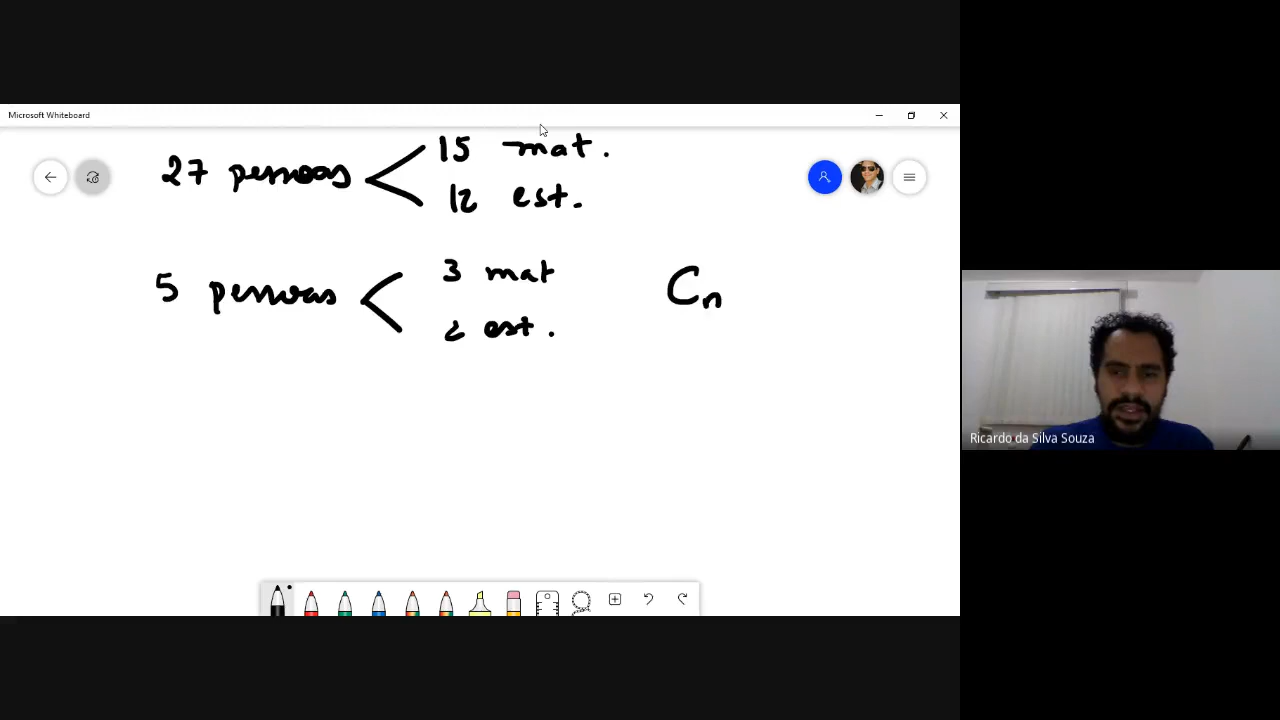 Microsoft Whiteboard
27 pessoas < 15 mat.
12 est.
5 pessoas < 3 mat
2 est.
Cn
Ricardo da Silva Souza